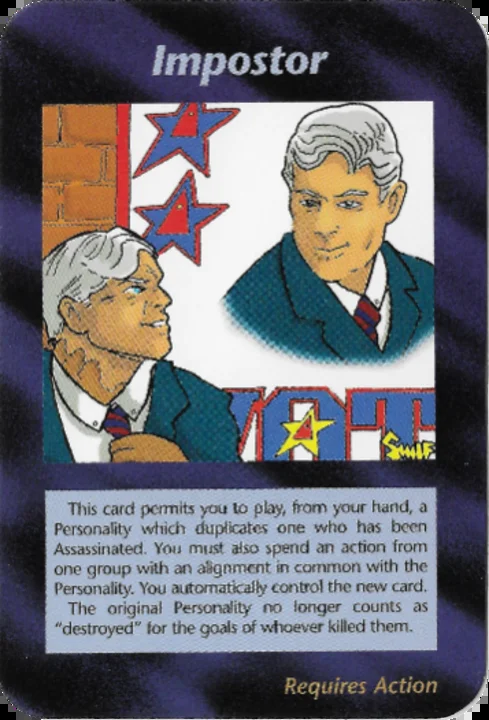 Impostor
VOT
SWIF
This card permits you to play, from your hand, a
Personality which duplicates one who has been
Assassinated. You must also spend an action from
one group with an alignment in common with the
Personality. You automatically control the new card.
The original Personality no longer counts as
"destroyed" for the goals of whoever killed them.
Requires Action